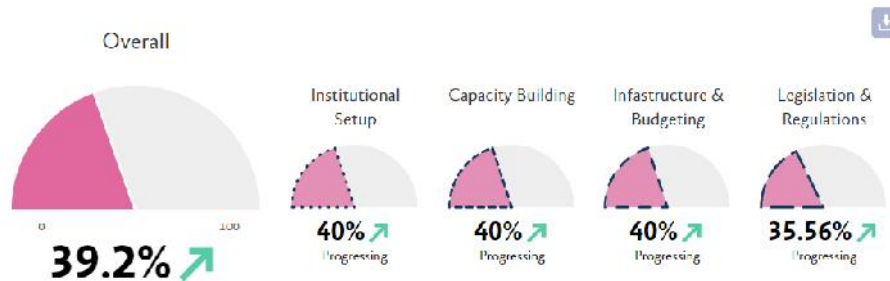 Overall
0
100
39.2%
Institutional
Setup
40%
Progressing
Capacity Building
40%
Progressing
Infastructure &
Budgeting
40%
Progressing
Legislation &
Regulations
35.56%
Progressing